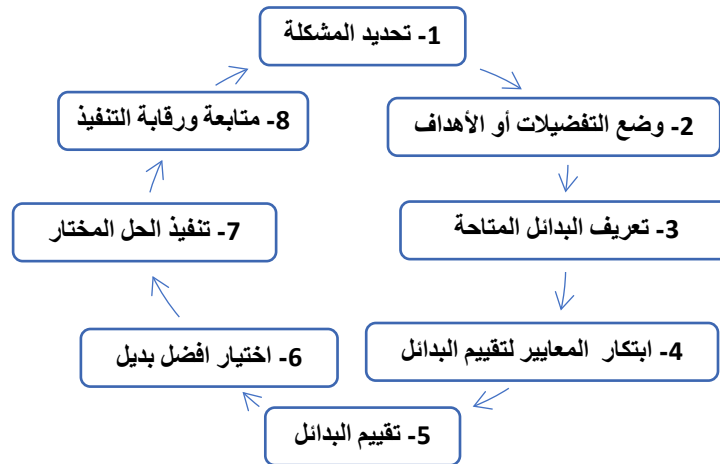 1- تحديد المشكلة
2- وضع التفضيلات أو الأهداف
3- تعريف البدائل المتاحة
4- ابتكار المعايير لتقييم البدائل
5- تقييم البدائل
6- اختيار افضل بديل
7- تنفيذ الحل المختار
8- متابعة ورقابة التنفيذ